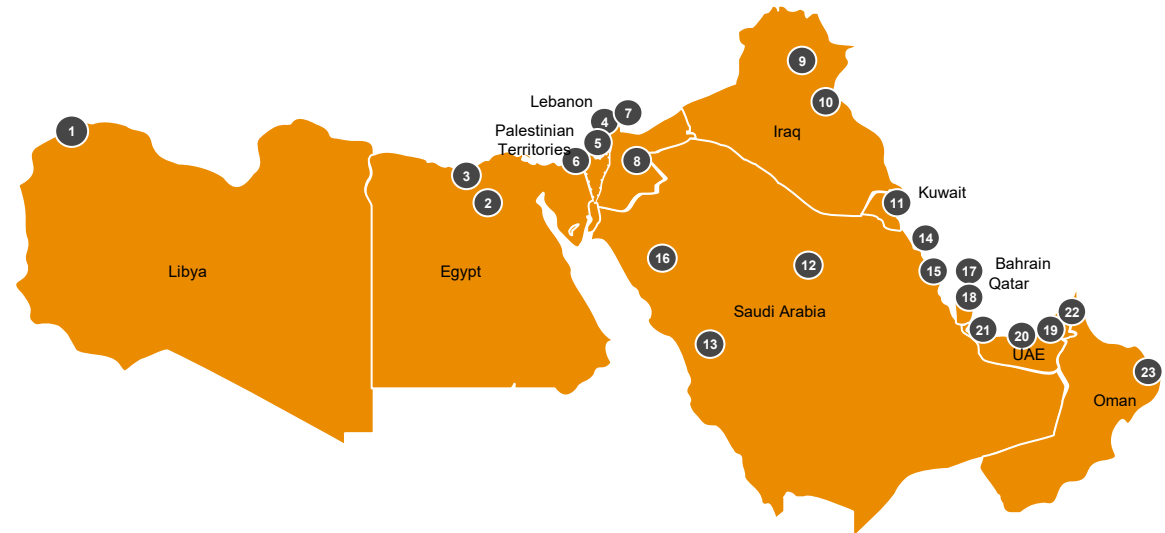 9
7
Lebanon
10
4
Palestinian
Iraq
1
5
Territories
6
8
3
Kuwait
2
11
14
16
12
15
17
Bahrain
Libya
Egypt
Qatar
18
Saudi Arabia
22
21
20
19
13
UAE
23
Oman